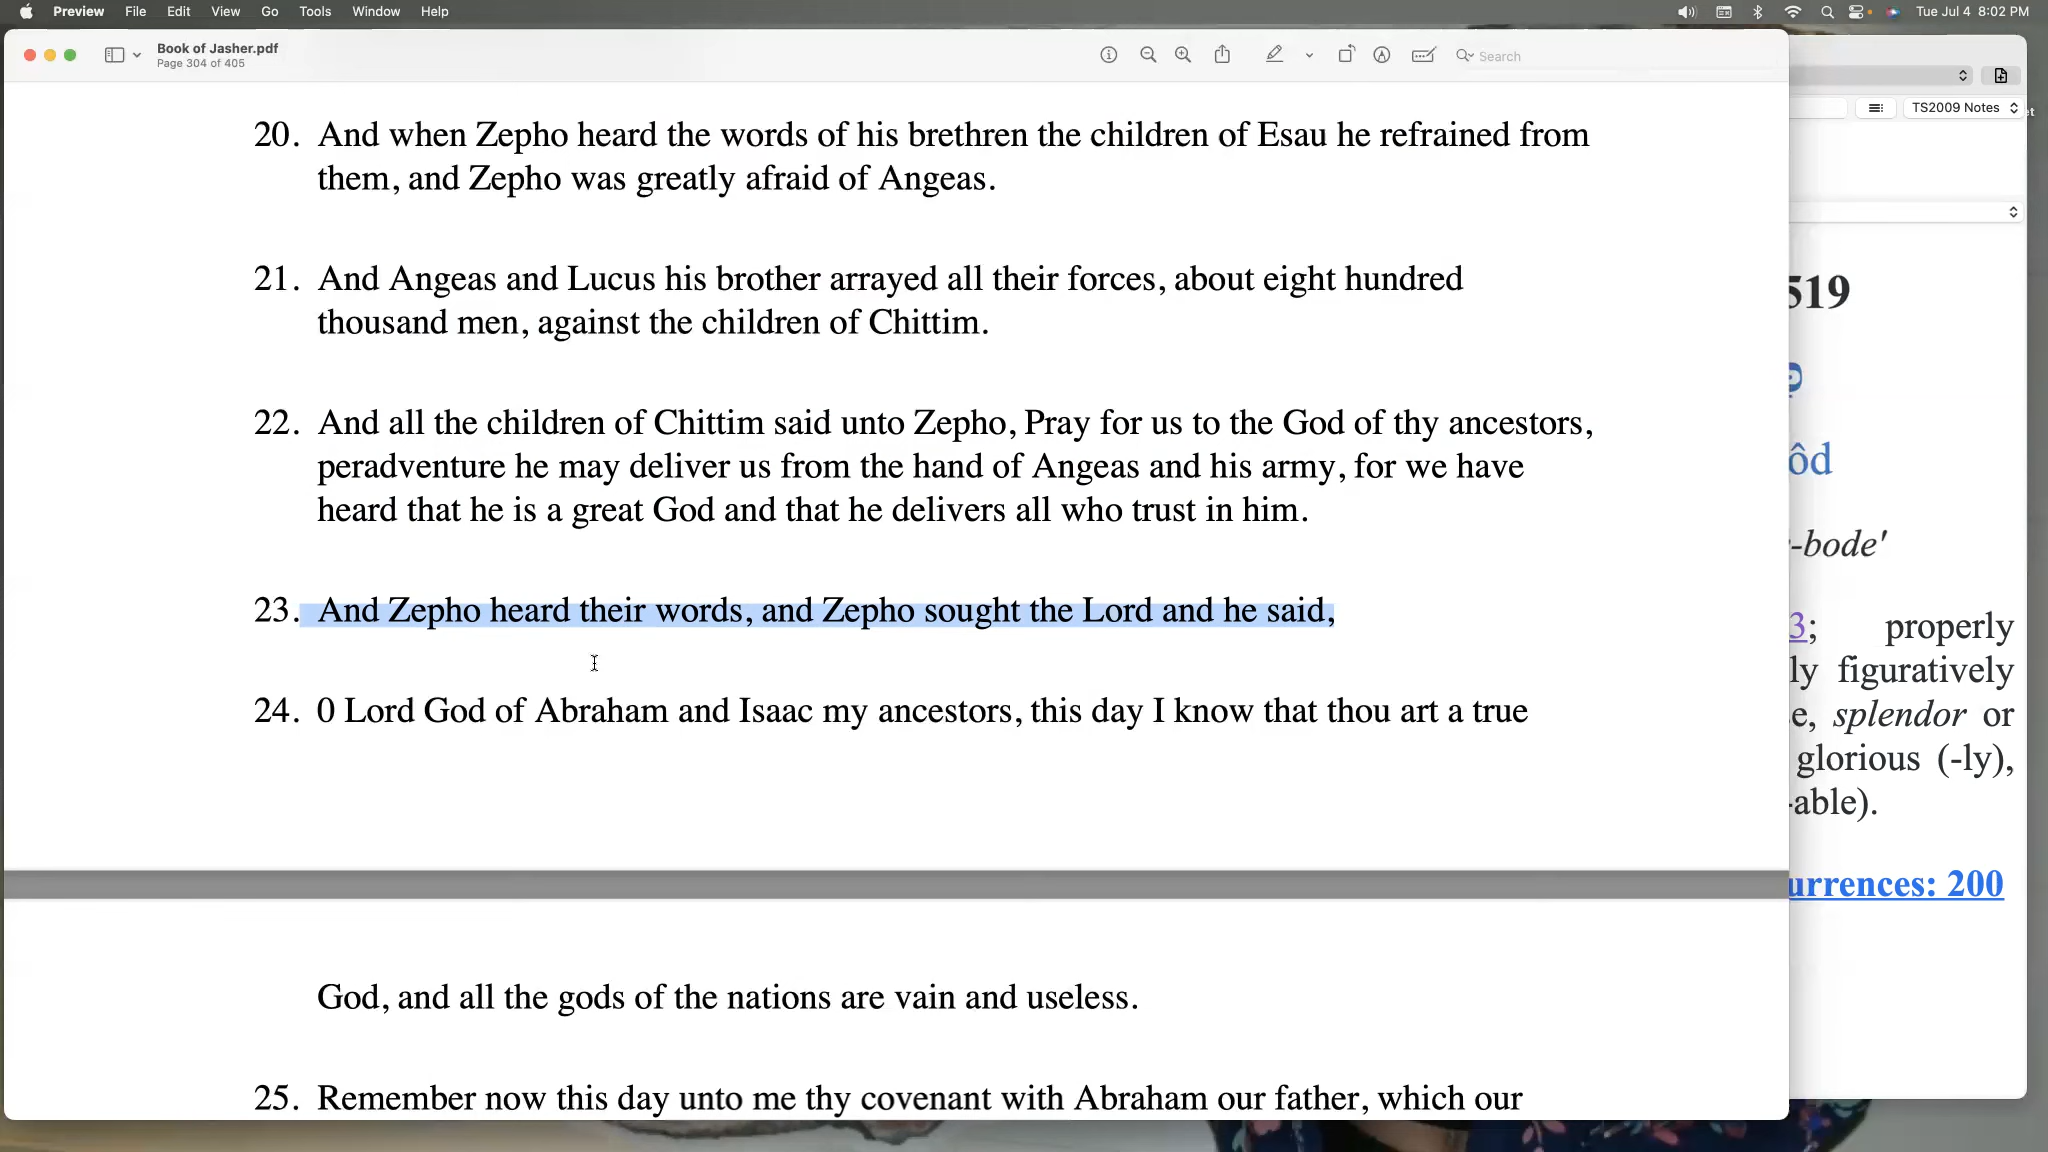 Preview File Edit View Go Tools Window Help
Tue Jul 4 8:02 PM
Book of Jasher.pdf
Page 304 of 405
Search
TS2009 Notes
20. And when Zepho heard the words of his brethren the children of Esau he refrained from
them, and Zepho was greatly afraid of Angeas.
21. And Angeas and Lucus his brother arrayed all their forces, about eight hundred
thousand men, against the children of Chittim.
22. And all the children of Chittim said unto Zepho, Pray for us to the God of thy ancestors,
peradventure he may deliver us from the hand of Angeas and his army, for we have
heard that he is a great God and that he delivers all who trust in him.
23. And Zepho heard their words, and Zepho sought the Lord and he said,
24. 0 Lord God of Abraham and Isaac my ancestors, this day I know that thou art a true
God, and all the gods of the nations are vain and useless.
25. Remember now this day unto me thy covenant with Abraham our father, which our
519
ôd
-bode'
3; properly
ly figuratively
e, splendor or
glorious (-ly),
-able).
urrences: 200